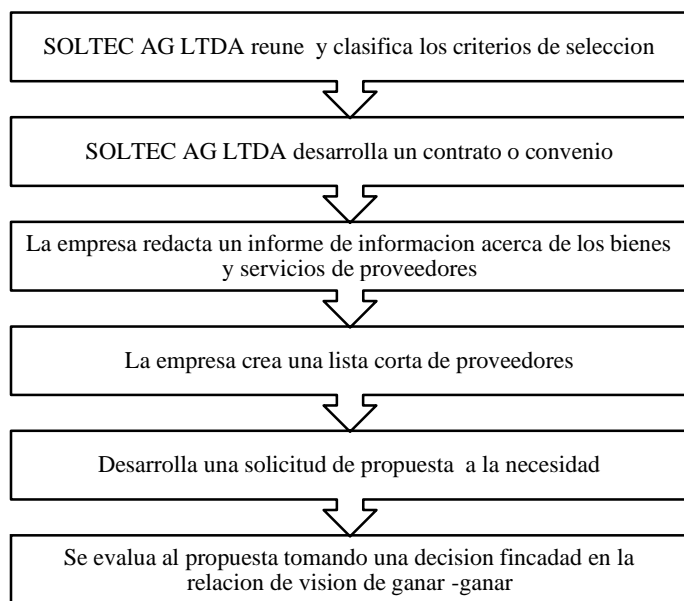 SOLTEC AG LTDA reune  y clasifica los criterios de seleccion
SOLTEC AG LTDA desarrolla un contrato o convenio
La empresa redacta un informe de informacion acerca de los bienes
y servicios de proveedores
La empresa crea una lista corta de proveedores
Desarrolla una solicitud de propuesta  a la necesidad
Se evalua al propuesta tomando una decision fincadad en la
relacion de vision de ganar -ganar